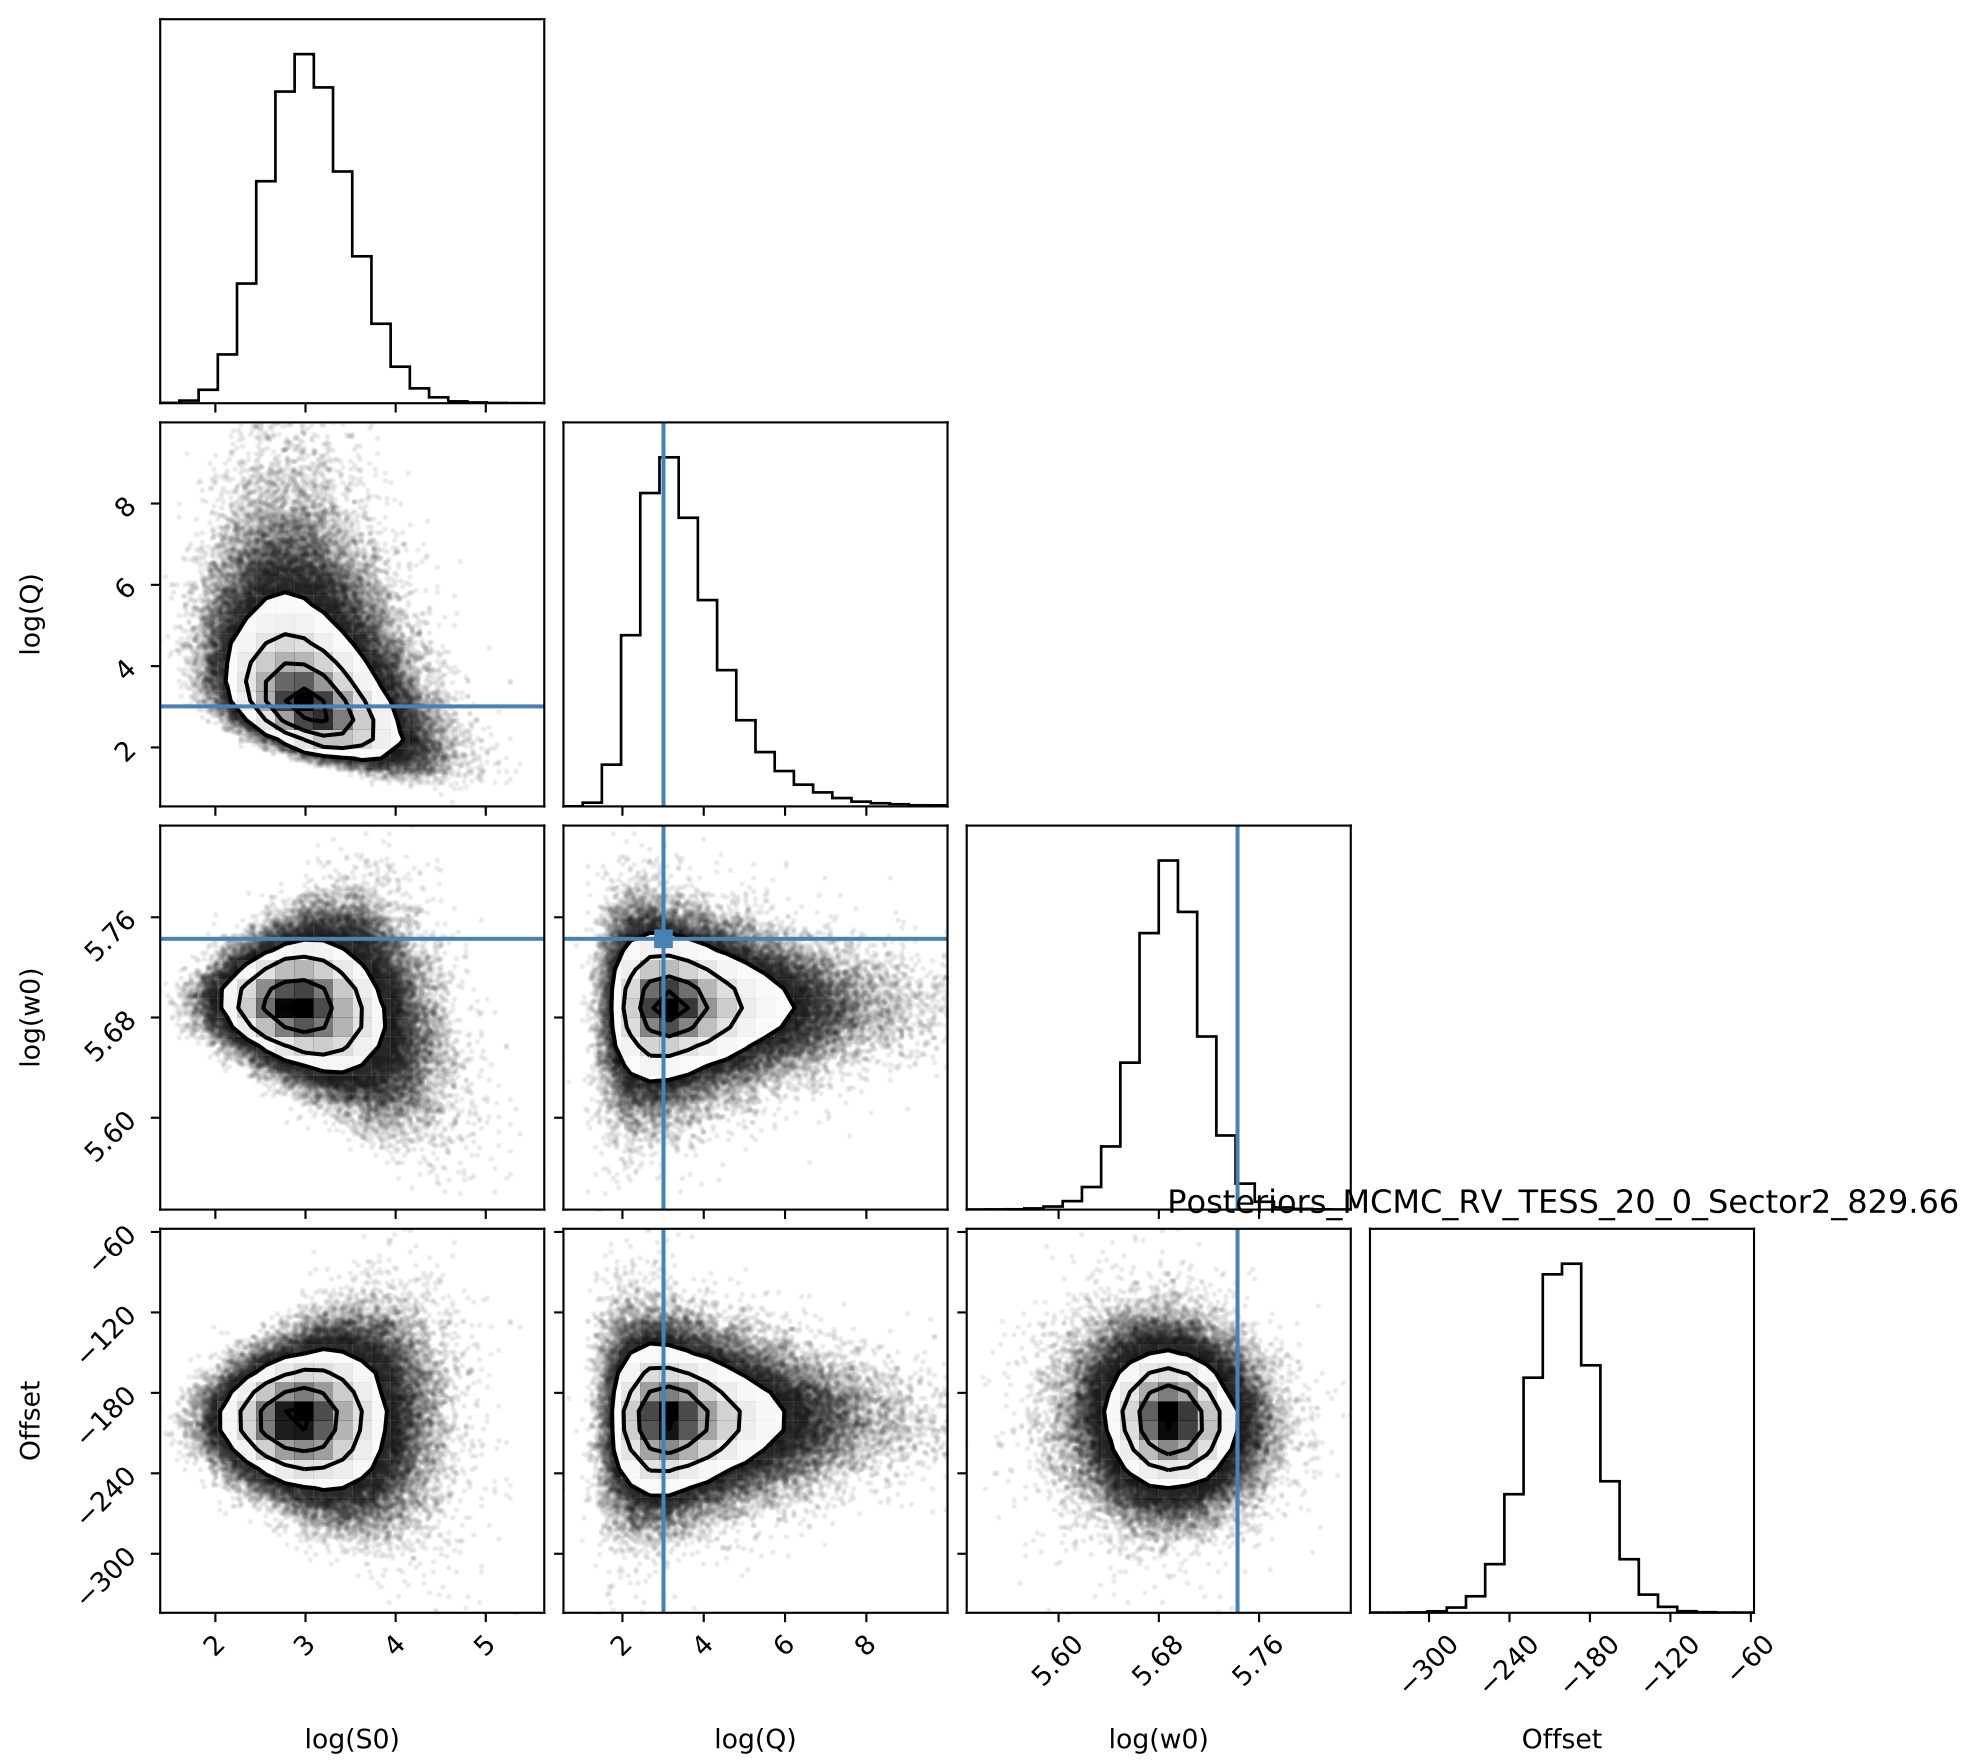 log(Q)
8
6
4
2
log(w0)
5.76
5.68
5.60
Posteriors_MCMC_RV_TESS_20_0_Sector2_829.66
Offset
−60
−120
−180
−240
−300
2 3 4 5
2 4 6 8
5.60 5.68 5.76
−300 −240 −180 −120 −60
log(S0) log(Q) log(w0) Offset